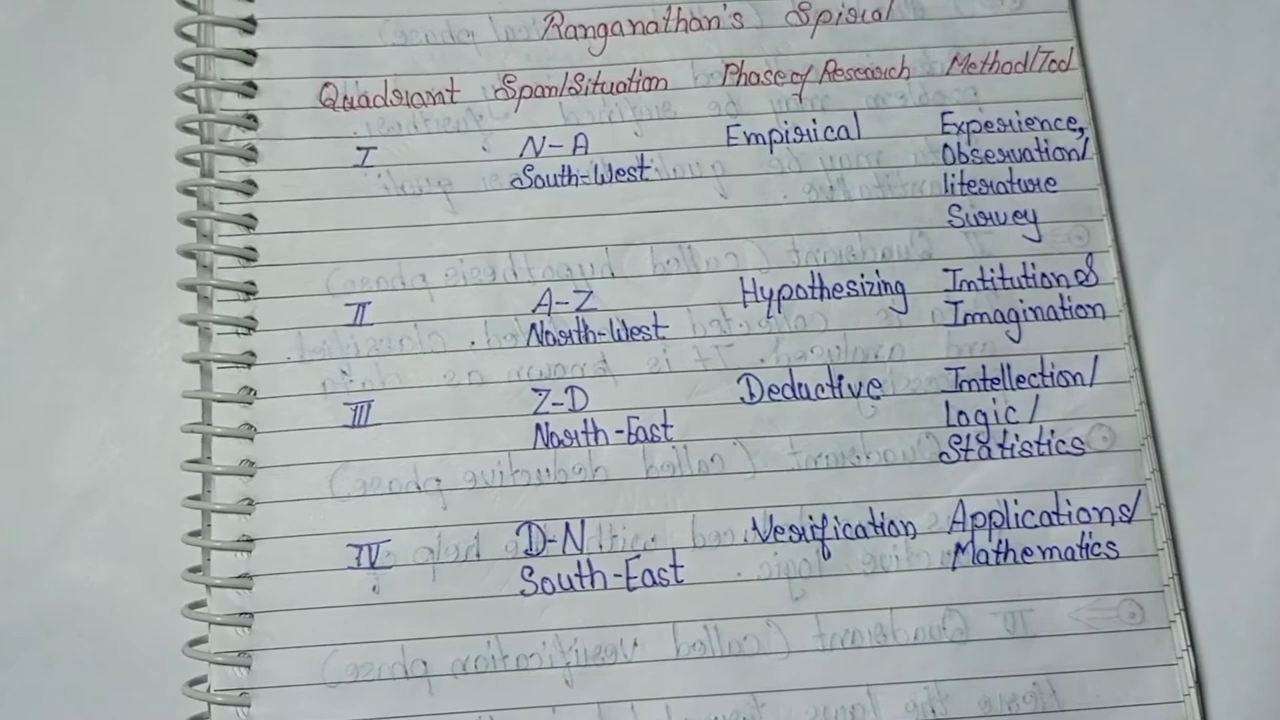 Ranganathan's Spiral
Quadrant Span/Situation Phase of Research Method/Tool
I N-A Empirical Experience,
South-West Observation/
literature
Survey
II A-Z Hypothesizing Intitution &
North-West Imagination
III Z-D Deductive Intellection/
North-East Logic/
Statistics
IV D-N Verification Applications/
South-East Mathematics